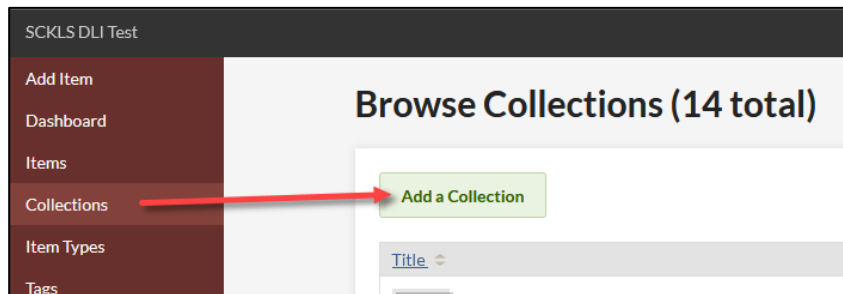 SCKLS DLI Test
Add Item
Dashboard
Items
Collections
Item Types
Tags
Browse Collections (14 total)
Add a Collection
Title